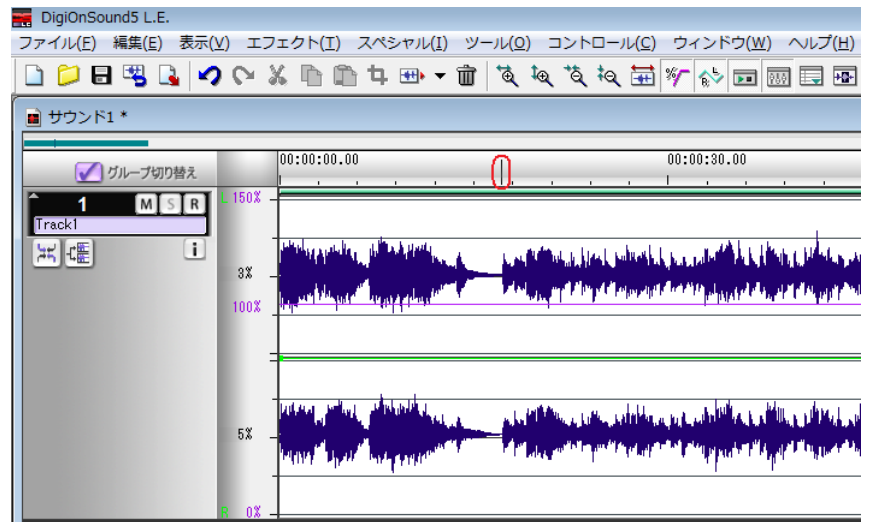 DigiOnSound5 L.E.
ファイル(F) 編集(E) 表示(V) エフェクト(T) スペシャル(I) ツール(O) コントロール(C) ウィンドウ(W) ヘルプ(H)
サウンド1 *
グループ切り替え
00:00:00.00 00:00:30.00
1 M S R
Track1
i
L 150%
3%
100%
5%
R 0%